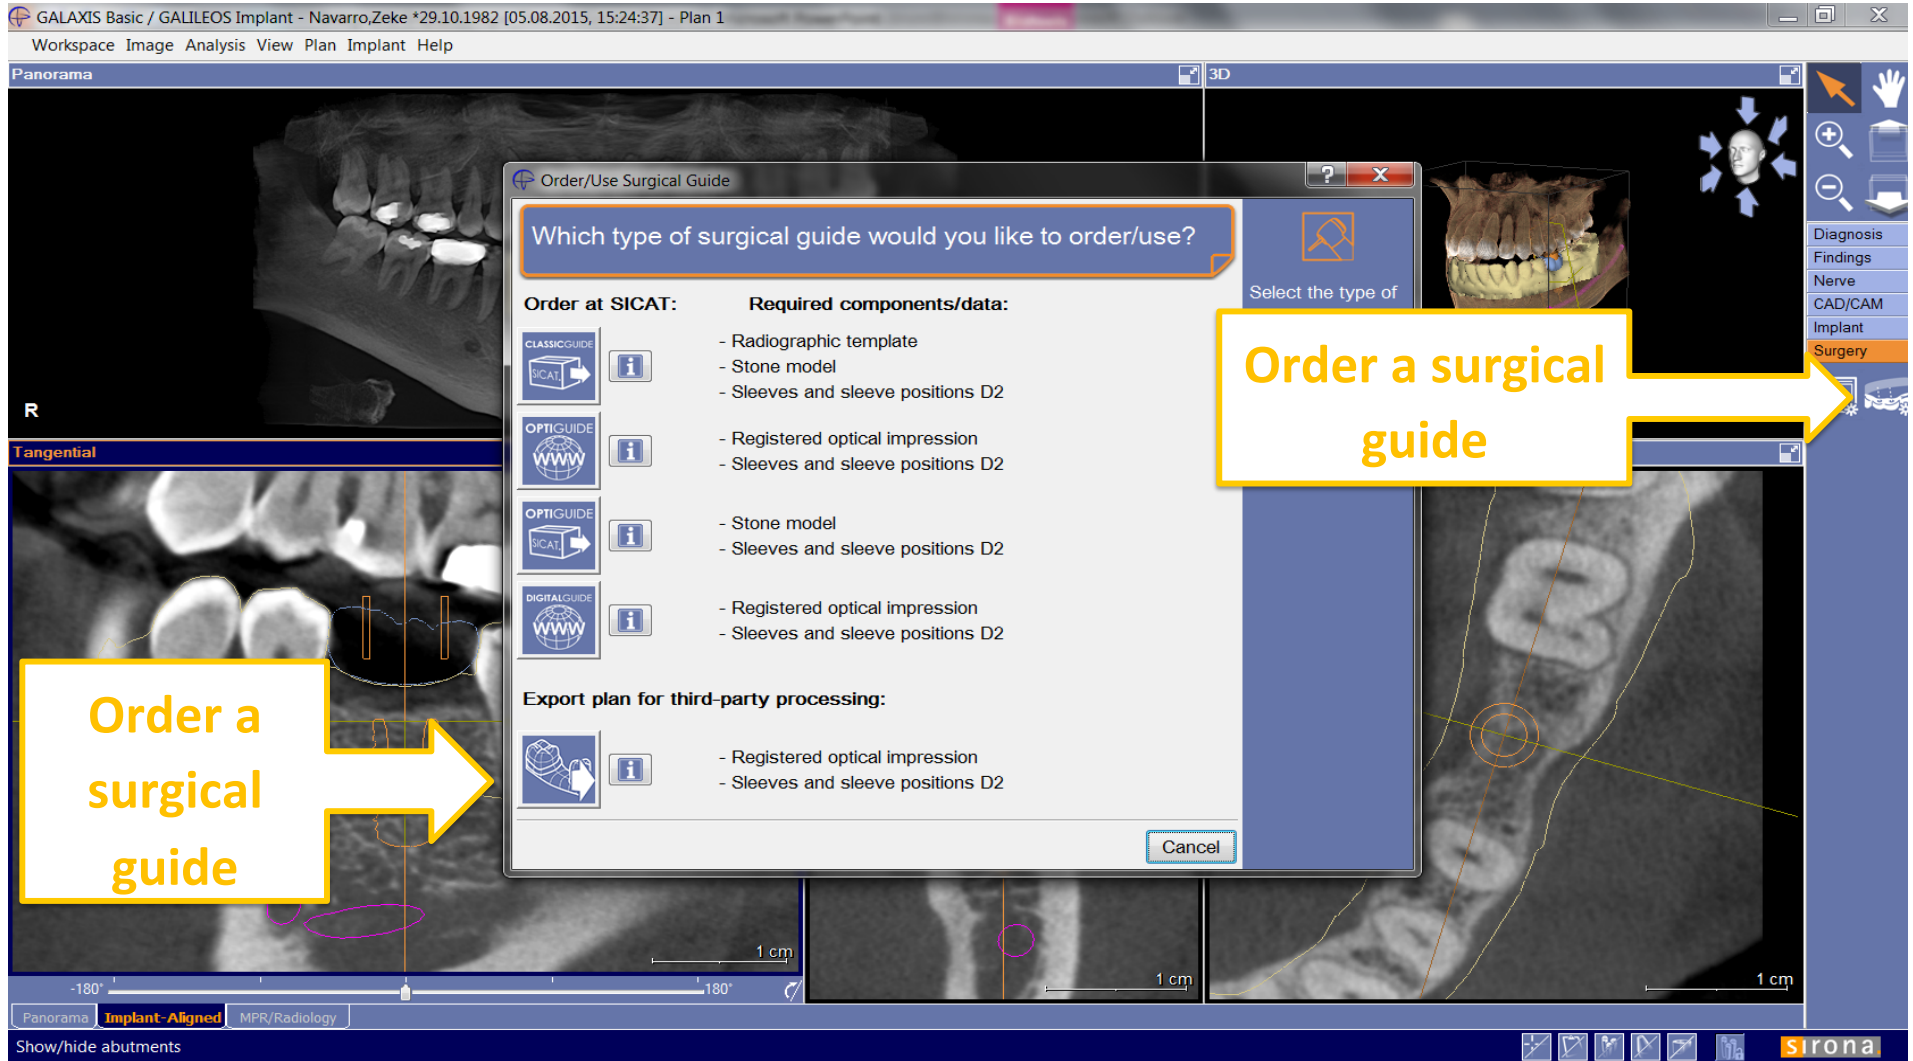 GALAXIS Basic / GALILEOS Implant - Navarro,Zeke *29.10.1982 [05.08.2015, 15:24:37] - Plan 1
Workspace Image Analysis View Plan Implant Help
Panorama
3D
R
Order/Use Surgical Guide
Which type of surgical guide would you like to order/use?
Select the type of
Order at SICAT: Required components/data:
CLASSICGUIDE
SICAT
- Radiographic template
- Stone model
- Sleeves and sleeve positions D2
OPTIGUIDE
WWW
- Registered optical impression
- Sleeves and sleeve positions D2
OPTIGUIDE
SICAT
- Stone model
- Sleeves and sleeve positions D2
DIGITALGUIDE
WWW
- Registered optical impression
- Sleeves and sleeve positions D2
Export plan for third-party processing:
- Registered optical impression
- Sleeves and sleeve positions D2
Cancel
Order a surgical
guide
Diagnosis
Findings
Nerve
CAD/CAM
Implant
Surgery
Tangential
Order a
surgical
guide
1 cm
1 cm
1 cm
-180° 180°
Panorama Implant-Aligned MPR/Radiology
Show/hide abutments
sirona